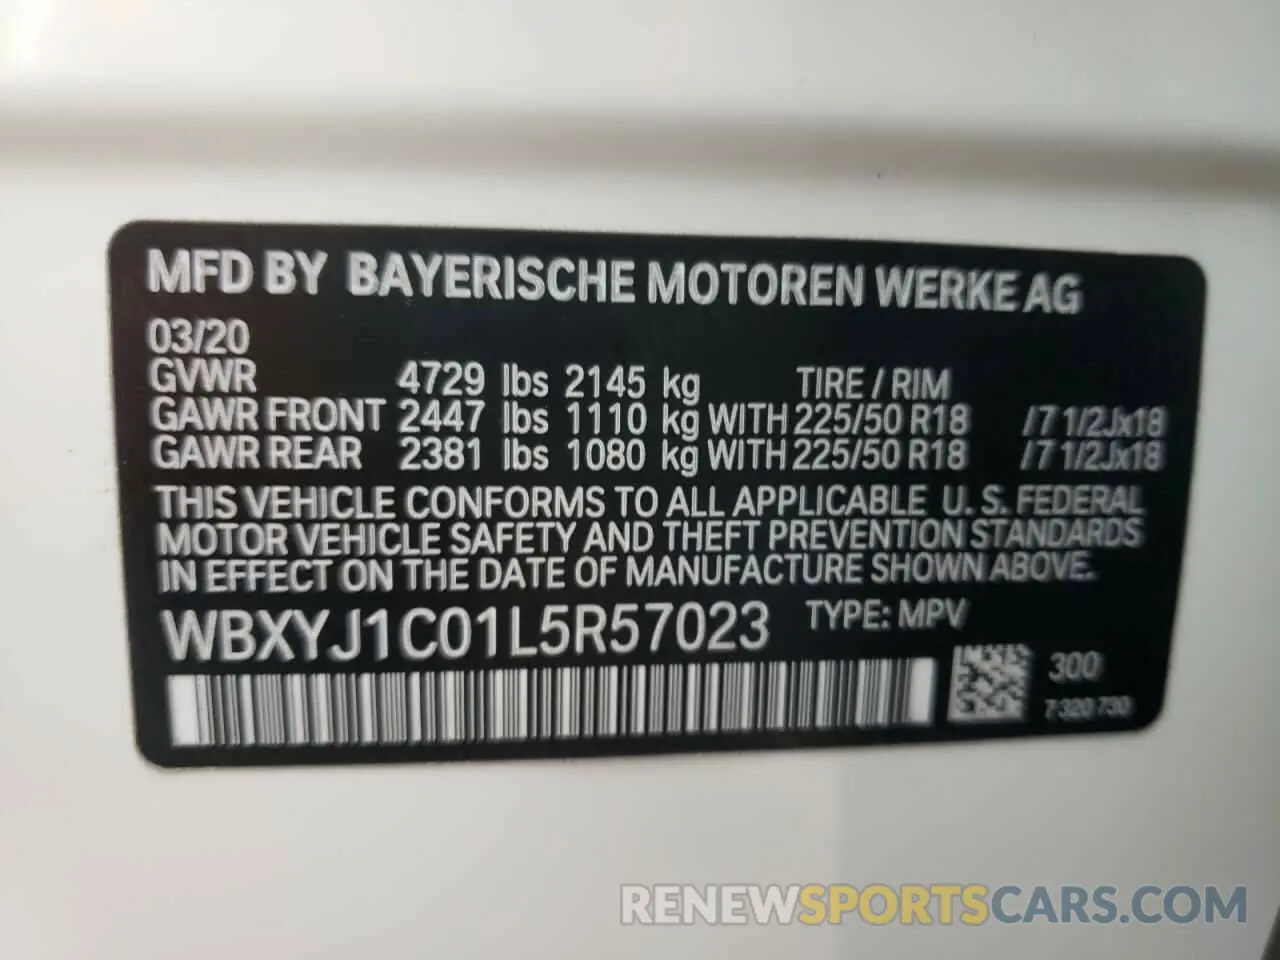 MFD BY BAYERISCHE MOTOREN WERKE AG
03/20
GVWR 4729 lbs 2145 kg TIRE / RIM
GAWR FRONT 2447 lbs 1110 kg WITH 225/50 R18 /7 1/2Jx18
GAWR REAR 2381 lbs 1080 kg WITH 225/50 R18 /7 1/2Jx18
THIS VEHICLE CONFORMS TO ALL APPLICABLE U. S. FEDERAL
MOTOR VEHICLE SAFETY AND THEFT PREVENTION STANDARDS
IN EFFECT ON THE DATE OF MANUFACTURE SHOWN ABOVE.
WBXYJ1C01L5R57023 TYPE: MPV
300
7 320 730
RENEWSPORTSCARS.COM